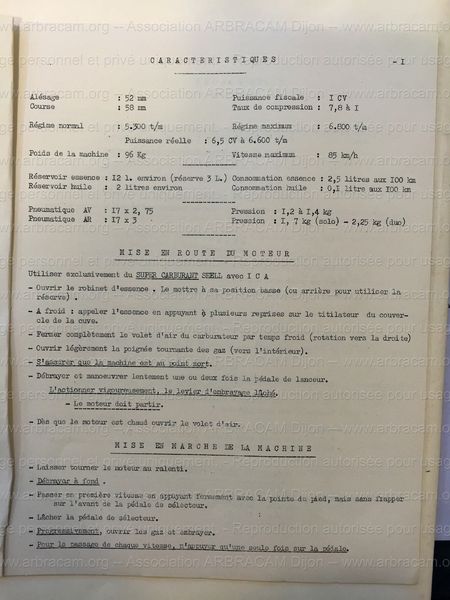 CARACTERISTIQUES - I
Alésage : 52 mm Puissance fiscale : I CV
Course : 58 mm Taux de compression : 7,8 à I
Régime normal : 5.300 t/m Régime maximum : 6.800 t/m
Puissance réelle : 6,5 CV à 6.600 t/m
Poids de la machine : 96 Kg Vitesse maximum : 85 km/h
Réservoir essence : I2 l. environ (réserve 3 L.) Consommation essence : 2,5 litres aux I00 km
Réservoir huile : 2 litres environ Consommation huile : 0,I litre aux I00 km
Pneumatique AV : I7 x 2, 75 Pression : I,2 à I,4 kg
Pneumatique AR : I7 x 3 Pression : I, 7 kg (solo) - 2,25 kg (duo)
MISE EN ROUTE DU MOTEUR
Utiliser exclusivement du SUPER CARBURANT SHELL avec I C A
- Ouvrir le robinet d'essence . Le mettre à sa position basse (ou arrière pour utiliser la
réserve) .
- A froid : appeler l'essence en appuyant à plusieurs reprises sur le titilateur du couver-
cle de la cuve.
- Fermer complètement le volet d'air du carburateur par temps froid (rotation vers la droite)
- Ouvrir légèrement la poignée tournante des gaz (vers l'intérieur).
- S'assurer que la machine est au point mort.
- Débrayer et manoeuvrer lentement une ou deux fois la pédale de lanceur.
L'actionner vigoureusement, le levier d'embrayage lâché.
- Le moteur doit partir.
- Dès que le moteur est chaud ouvrir le volet d'air.
MISE EN MARCHE DE LA MACHINE
- Laisser tourner le moteur au ralenti.
- Débrayer à fond .
- Passer en première vitesse en appuyant fermement avec la pointe du pied, mais sans frapper
sur l'avant de la pédale de sélecteur.
- Lâcher la pédale de sélecteur.
- Progressivement, ouvrir les gaz et embrayer.
- Pour le passage de chaque vitesse, n'appuyer qu'une seule fois sur la pédale.